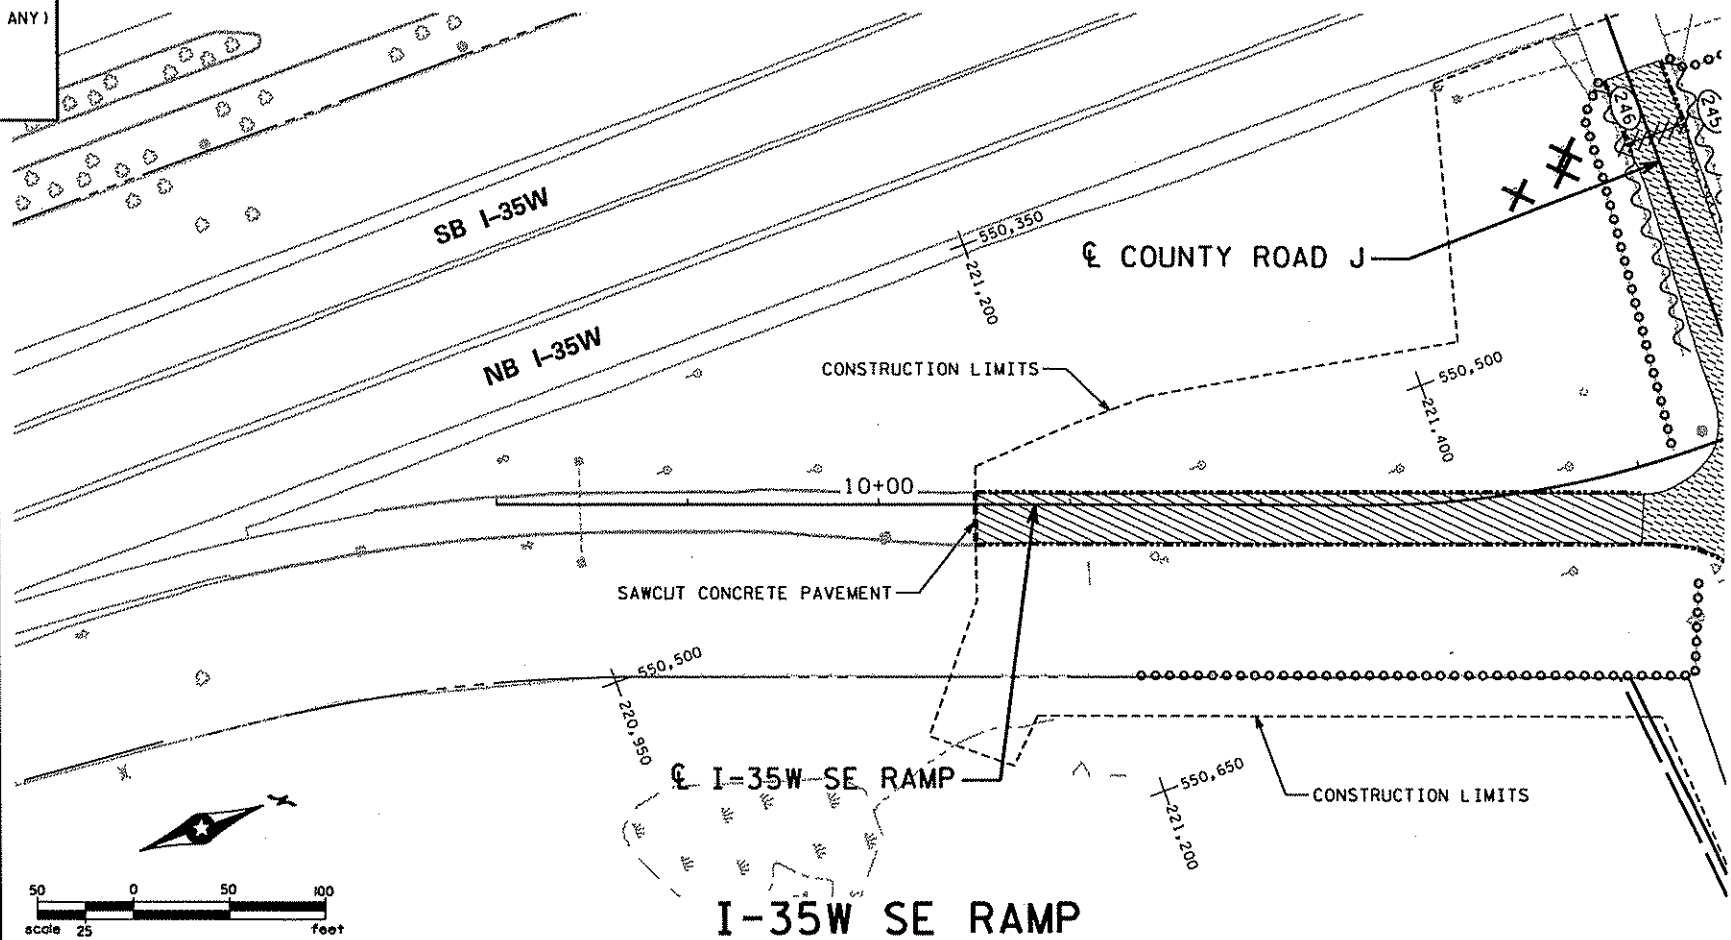 ANY)
246
245
SB I-35W
550,350
221,200
℄ COUNTY ROAD J
NB I-35W
CONSTRUCTION LIMITS
550,500
221,400
10+00
SAWCUT CONCRETE PAVEMENT
550,500
220,950
℄ I-35W SE RAMP
550,650
221,200
CONSTRUCTION LIMITS
50 0 50 100
scale 25 feet
I-35W SE RAMP